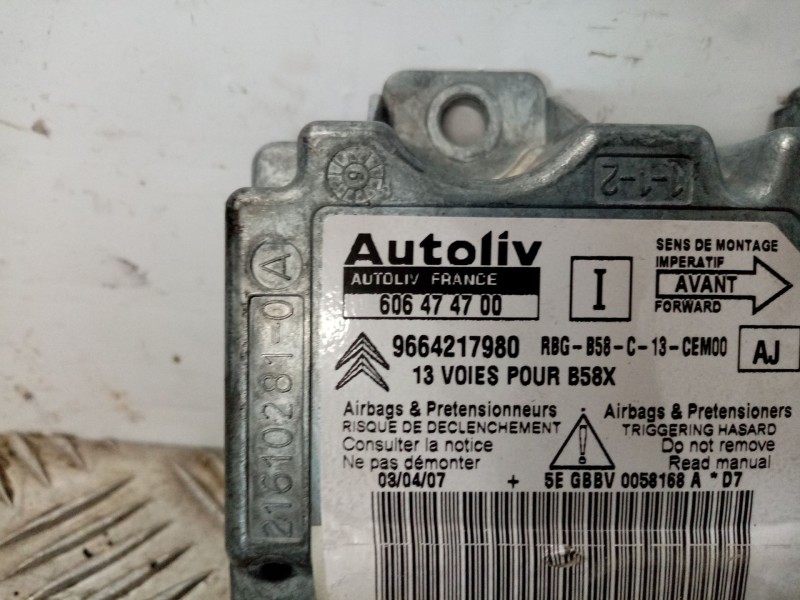 1-1-2
9
A
21610281-0
Autoliv
AUTOLIV FRANCE
606 47 47 00
I
SENS DE MONTAGE
IMPERATIF
AVANT
FORWARD
9664217980 RBG-B58-C-13-CEM00
AJ
13 VOIES POUR B58X
Airbags & Pretensionneurs
RISQUE DE DECLENCHEMENT
Consulter la notice
Ne pas démonter
!
Airbags & Pretensioners
TRIGGERING HASARD
Do not remove
Read manual
03/04/07 + 5E GBBV 0058168 A *D7